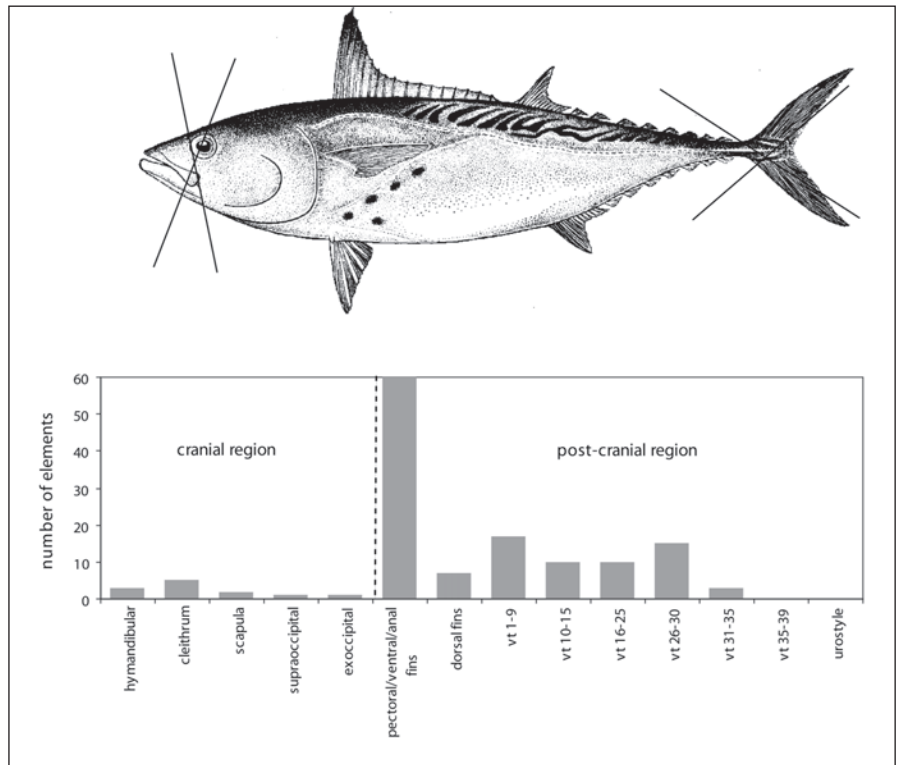 60
50
40
30
20
10
0
number of elements
cranial region
post-cranial region
hymandibular
cleithrum
scapula
supraoccipital
exoccipital
pectoral/ventral/anal
fins
dorsal fins
vt 1-9
vt 10-15
vt 16-25
vt 26-30
vt 31-35
vt 35-39
urostyle